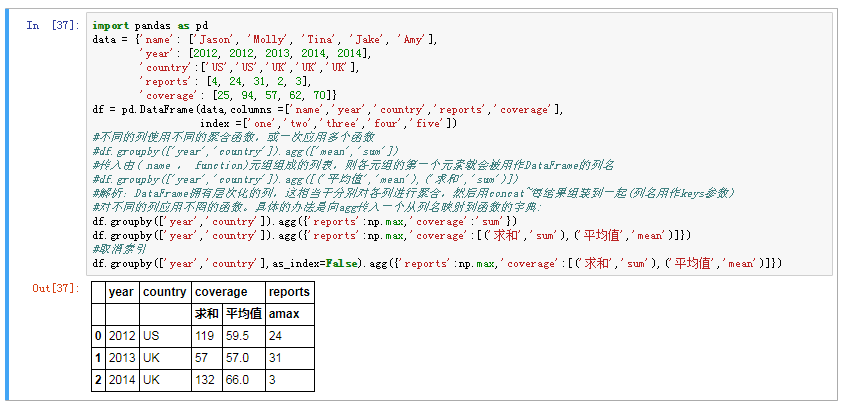 In [37]:
import pandas as pd
data = {'name': ['Jason', 'Molly', 'Tina', 'Jake', 'Amy'],
'year': [2012, 2012, 2013, 2014, 2014],
'country':['US','US','UK','UK','UK'],
'reports': [4, 24, 31, 2, 3],
'coverage': [25, 94, 57, 62, 70]}
df = pd.DataFrame(data,columns =['name','year','country','reports','coverage'],
index =['one','two','three','four','five'])
#不同的列使用不同的聚合函数，或一次应用多个函数
#df.groupby(['year','country']).agg(['mean','sum'])
#传入由( name ， function)元组组成的列表，则各元组的第一个元素就会被用作DataFrame的列名
#df.groupby(['year','country']).agg([('平均值','mean'),('求和','sum')])
#解析: DataFrame拥有层次化的列，这相当于分别对各列进行聚合，然后用concat~每结果组装到一起(列名用作keys参数)
#对不同的列应用不同的函数。具体的办法是向agg传入一个从列名映射到函数的字典:
df.groupby(['year','country']).agg({'reports':np.max,'coverage':'sum'})
df.groupby(['year','country']).agg({'reports':np.max,'coverage':[('求和','sum'),('平均值','mean')]})
#取消索引
df.groupby(['year','country'],as_index=False).agg({'reports':np.max,'coverage':[('求和','sum'),('平均值','mean')]})
Out[37]:
year country coverage reports
求和 平均值 amax
0 2012 US 119 59.5 24
1 2013 UK 57 57.0 31
2 2014 UK 132 66.0 3